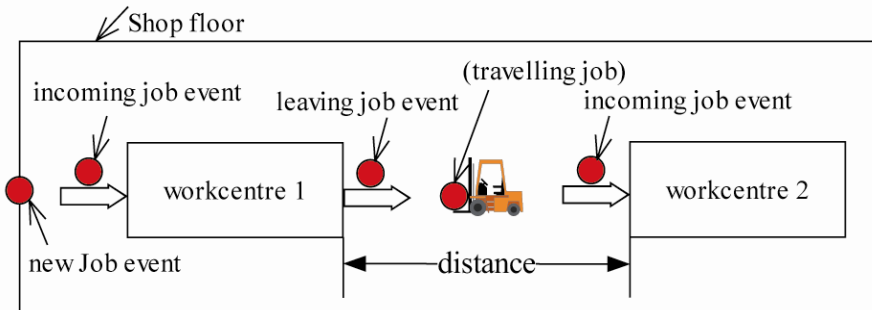 Shop floor
(travelling job)
incoming job event
leaving job event
incoming job event
workcentre 1
workcentre 2
new Job event
distance